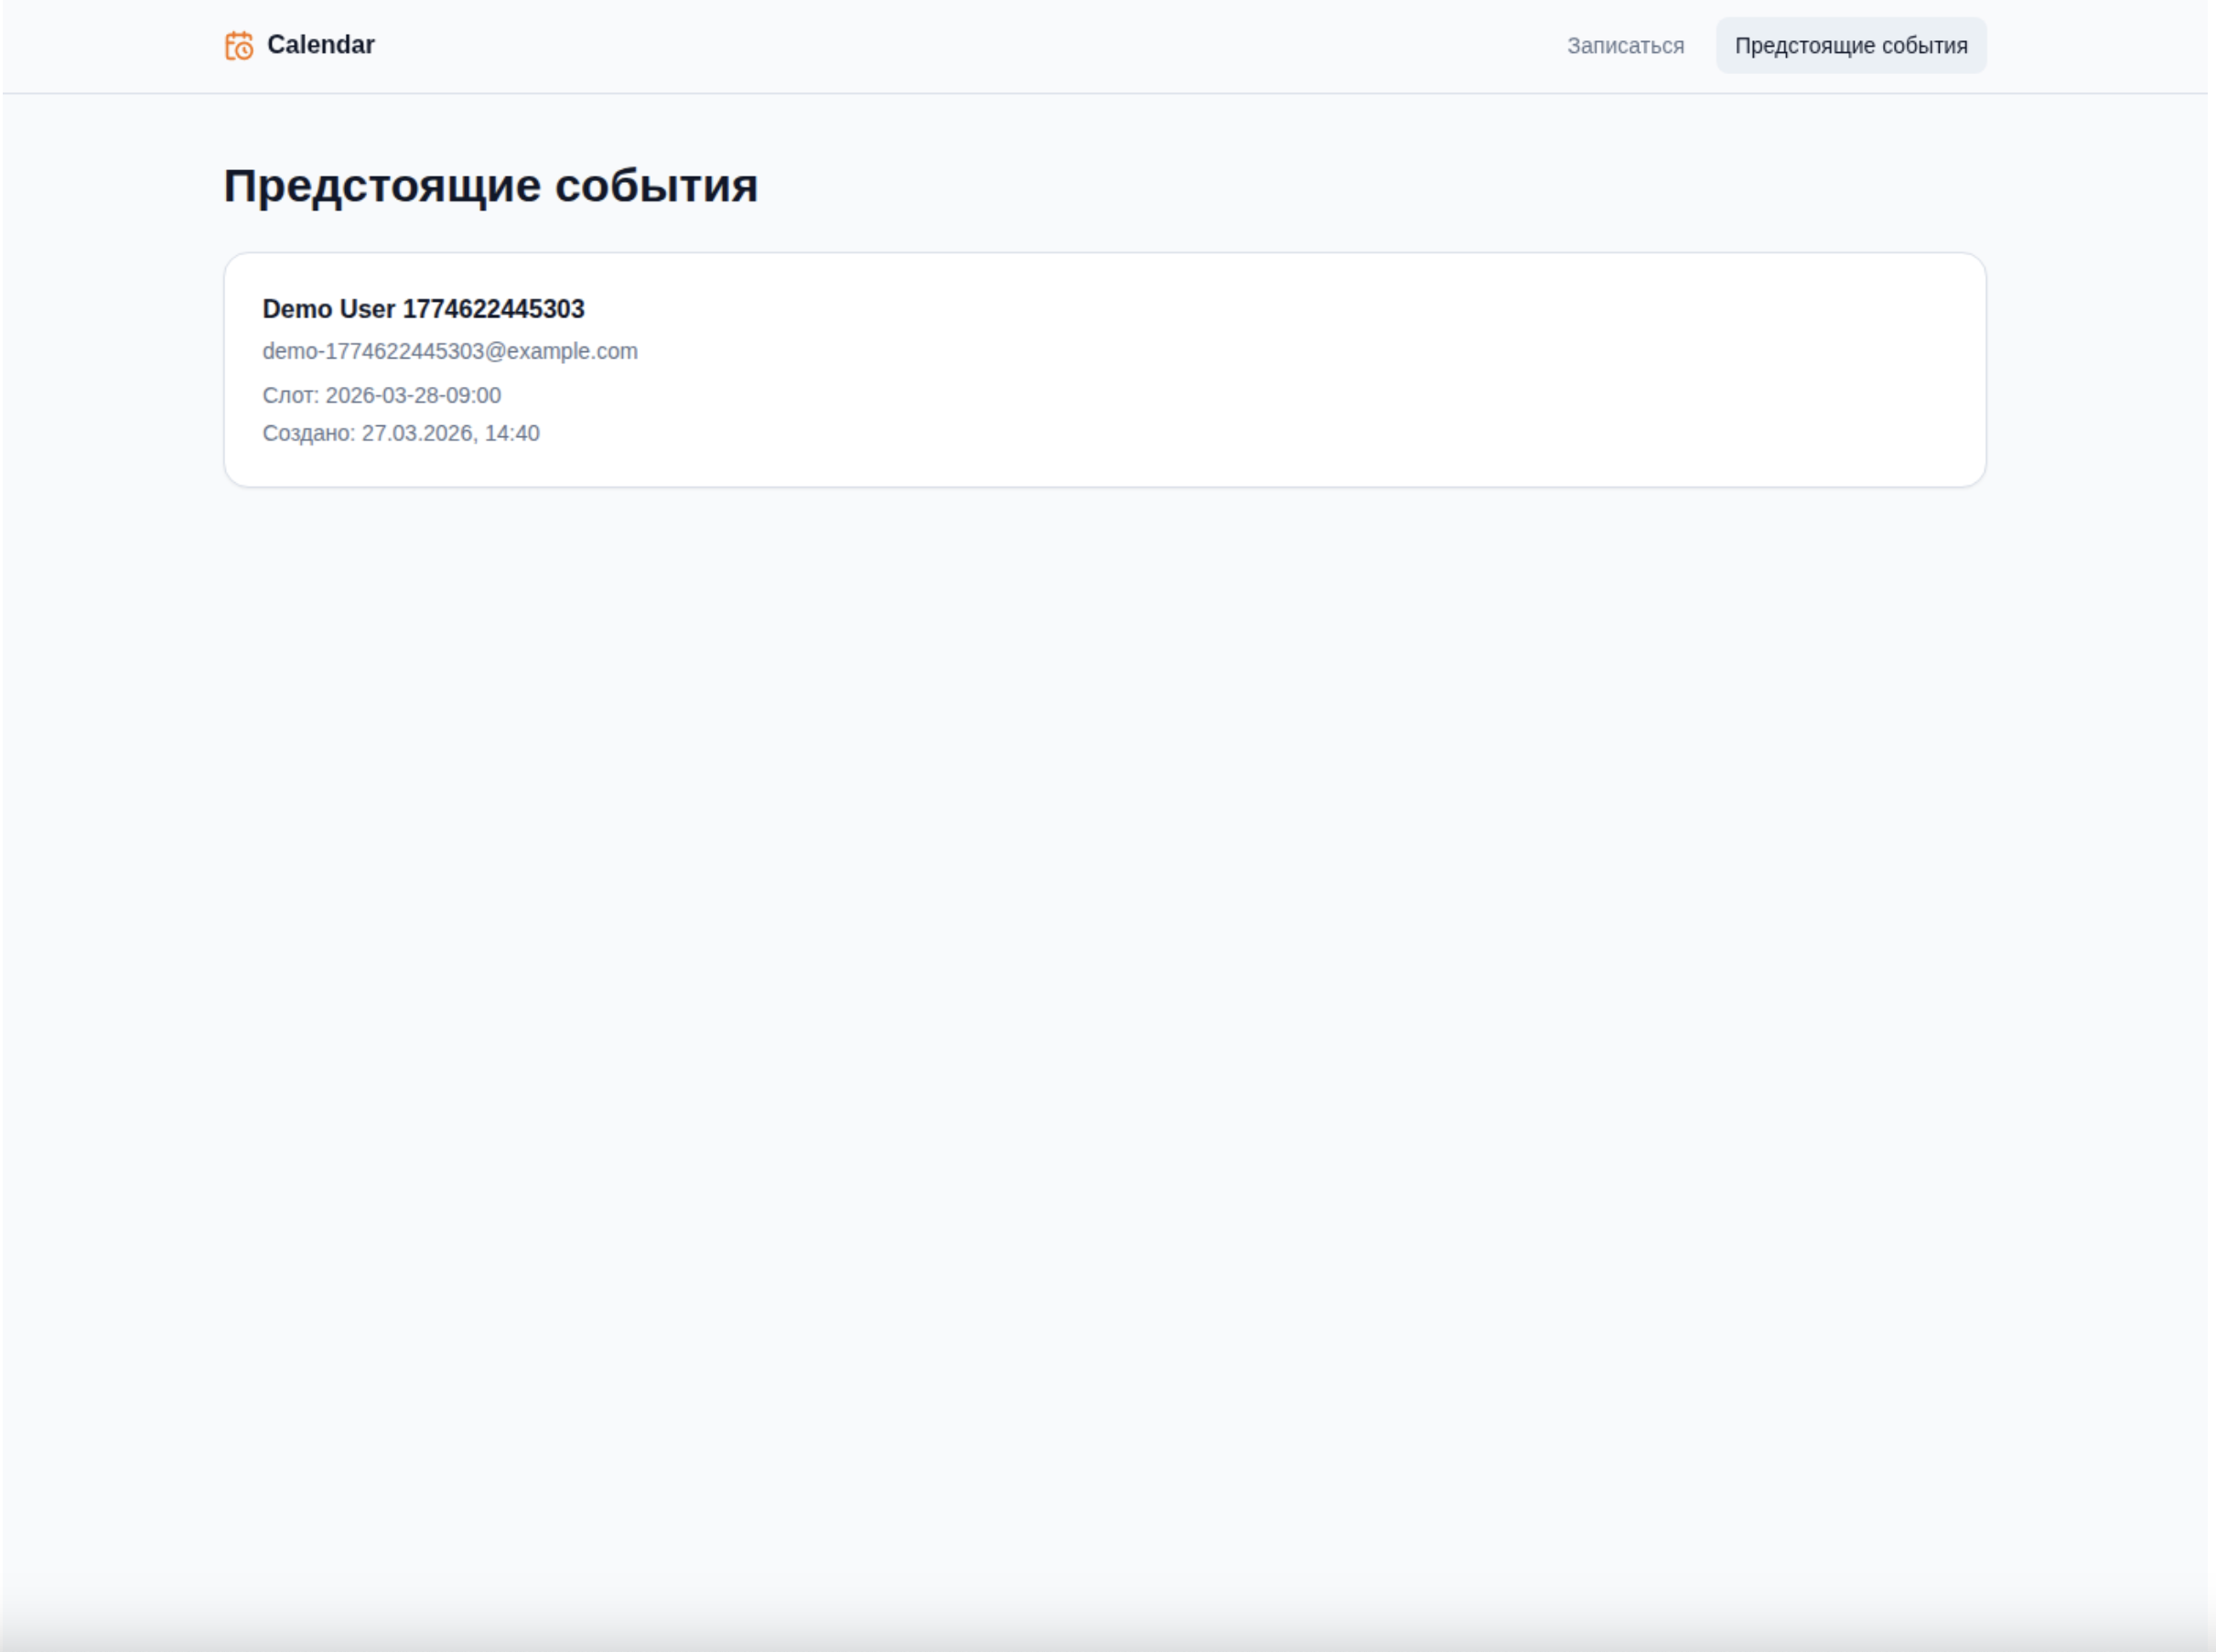 Calendar
Записаться
Предстоящие события
Предстоящие события
Demo User 1774622445303
demo-1774622445303@example.com
Слот: 2026-03-28-09:00
Создано: 27.03.2026, 14:40